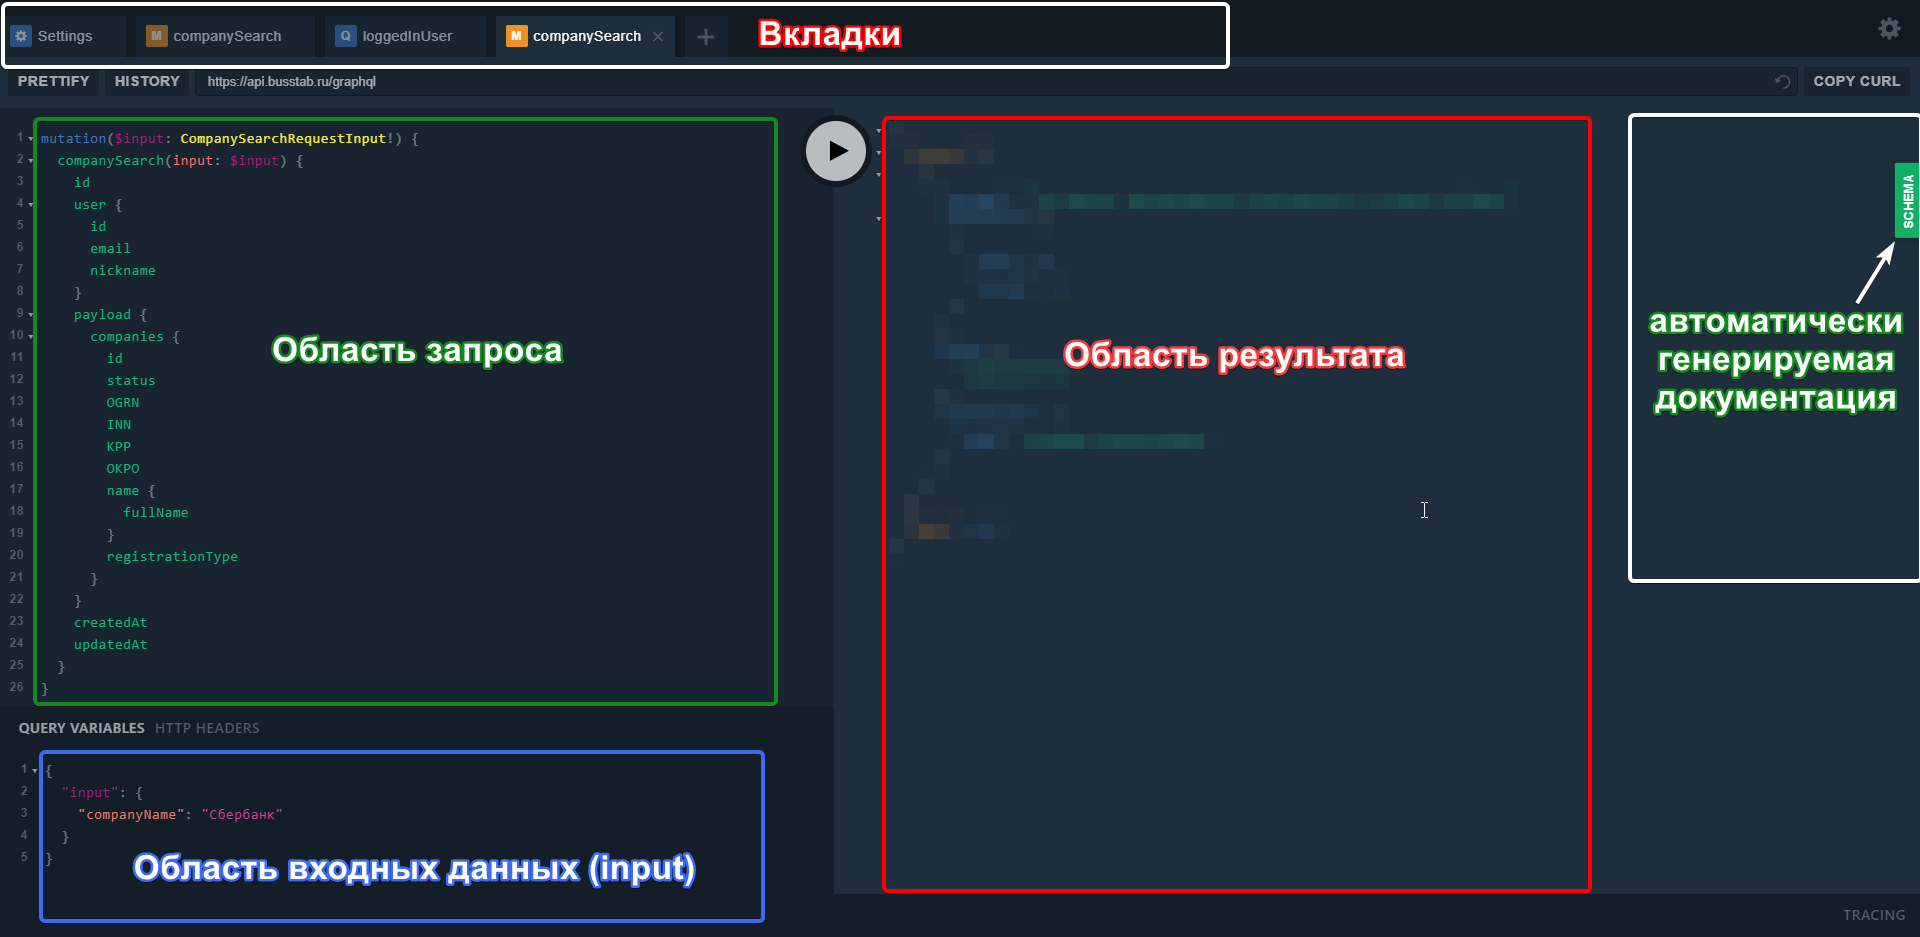 Settings
M companySearch
Q loggedInUser
M companySearch
Вкладки
PRETTIFY
HISTORY
https://api.busstab.ru/graphql
COPY CURL
1 mutation($input: CompanySearchRequestInput!) {
2 companySearch(input: $input) {
3 id
4 user {
5 id
6 email
7 nickname
8 }
9 payload {
10 companies {
11 id
12 status
13 OGRN
14 INN
15 KPP
16 OKPO
17 name {
18 fullName
19 }
20 registrationType
21 }
22 }
23 createdAt
24 updatedAt
25 }
26 }
Область запроса
Область результата
SCHEMA
автоматически
генерируемая
документация
QUERY VARIABLES
HTTP HEADERS
1 {
2 "input": {
3 "companyName": "Сбербанк"
4 }
5 }
Область входных данных (input)
TRACING